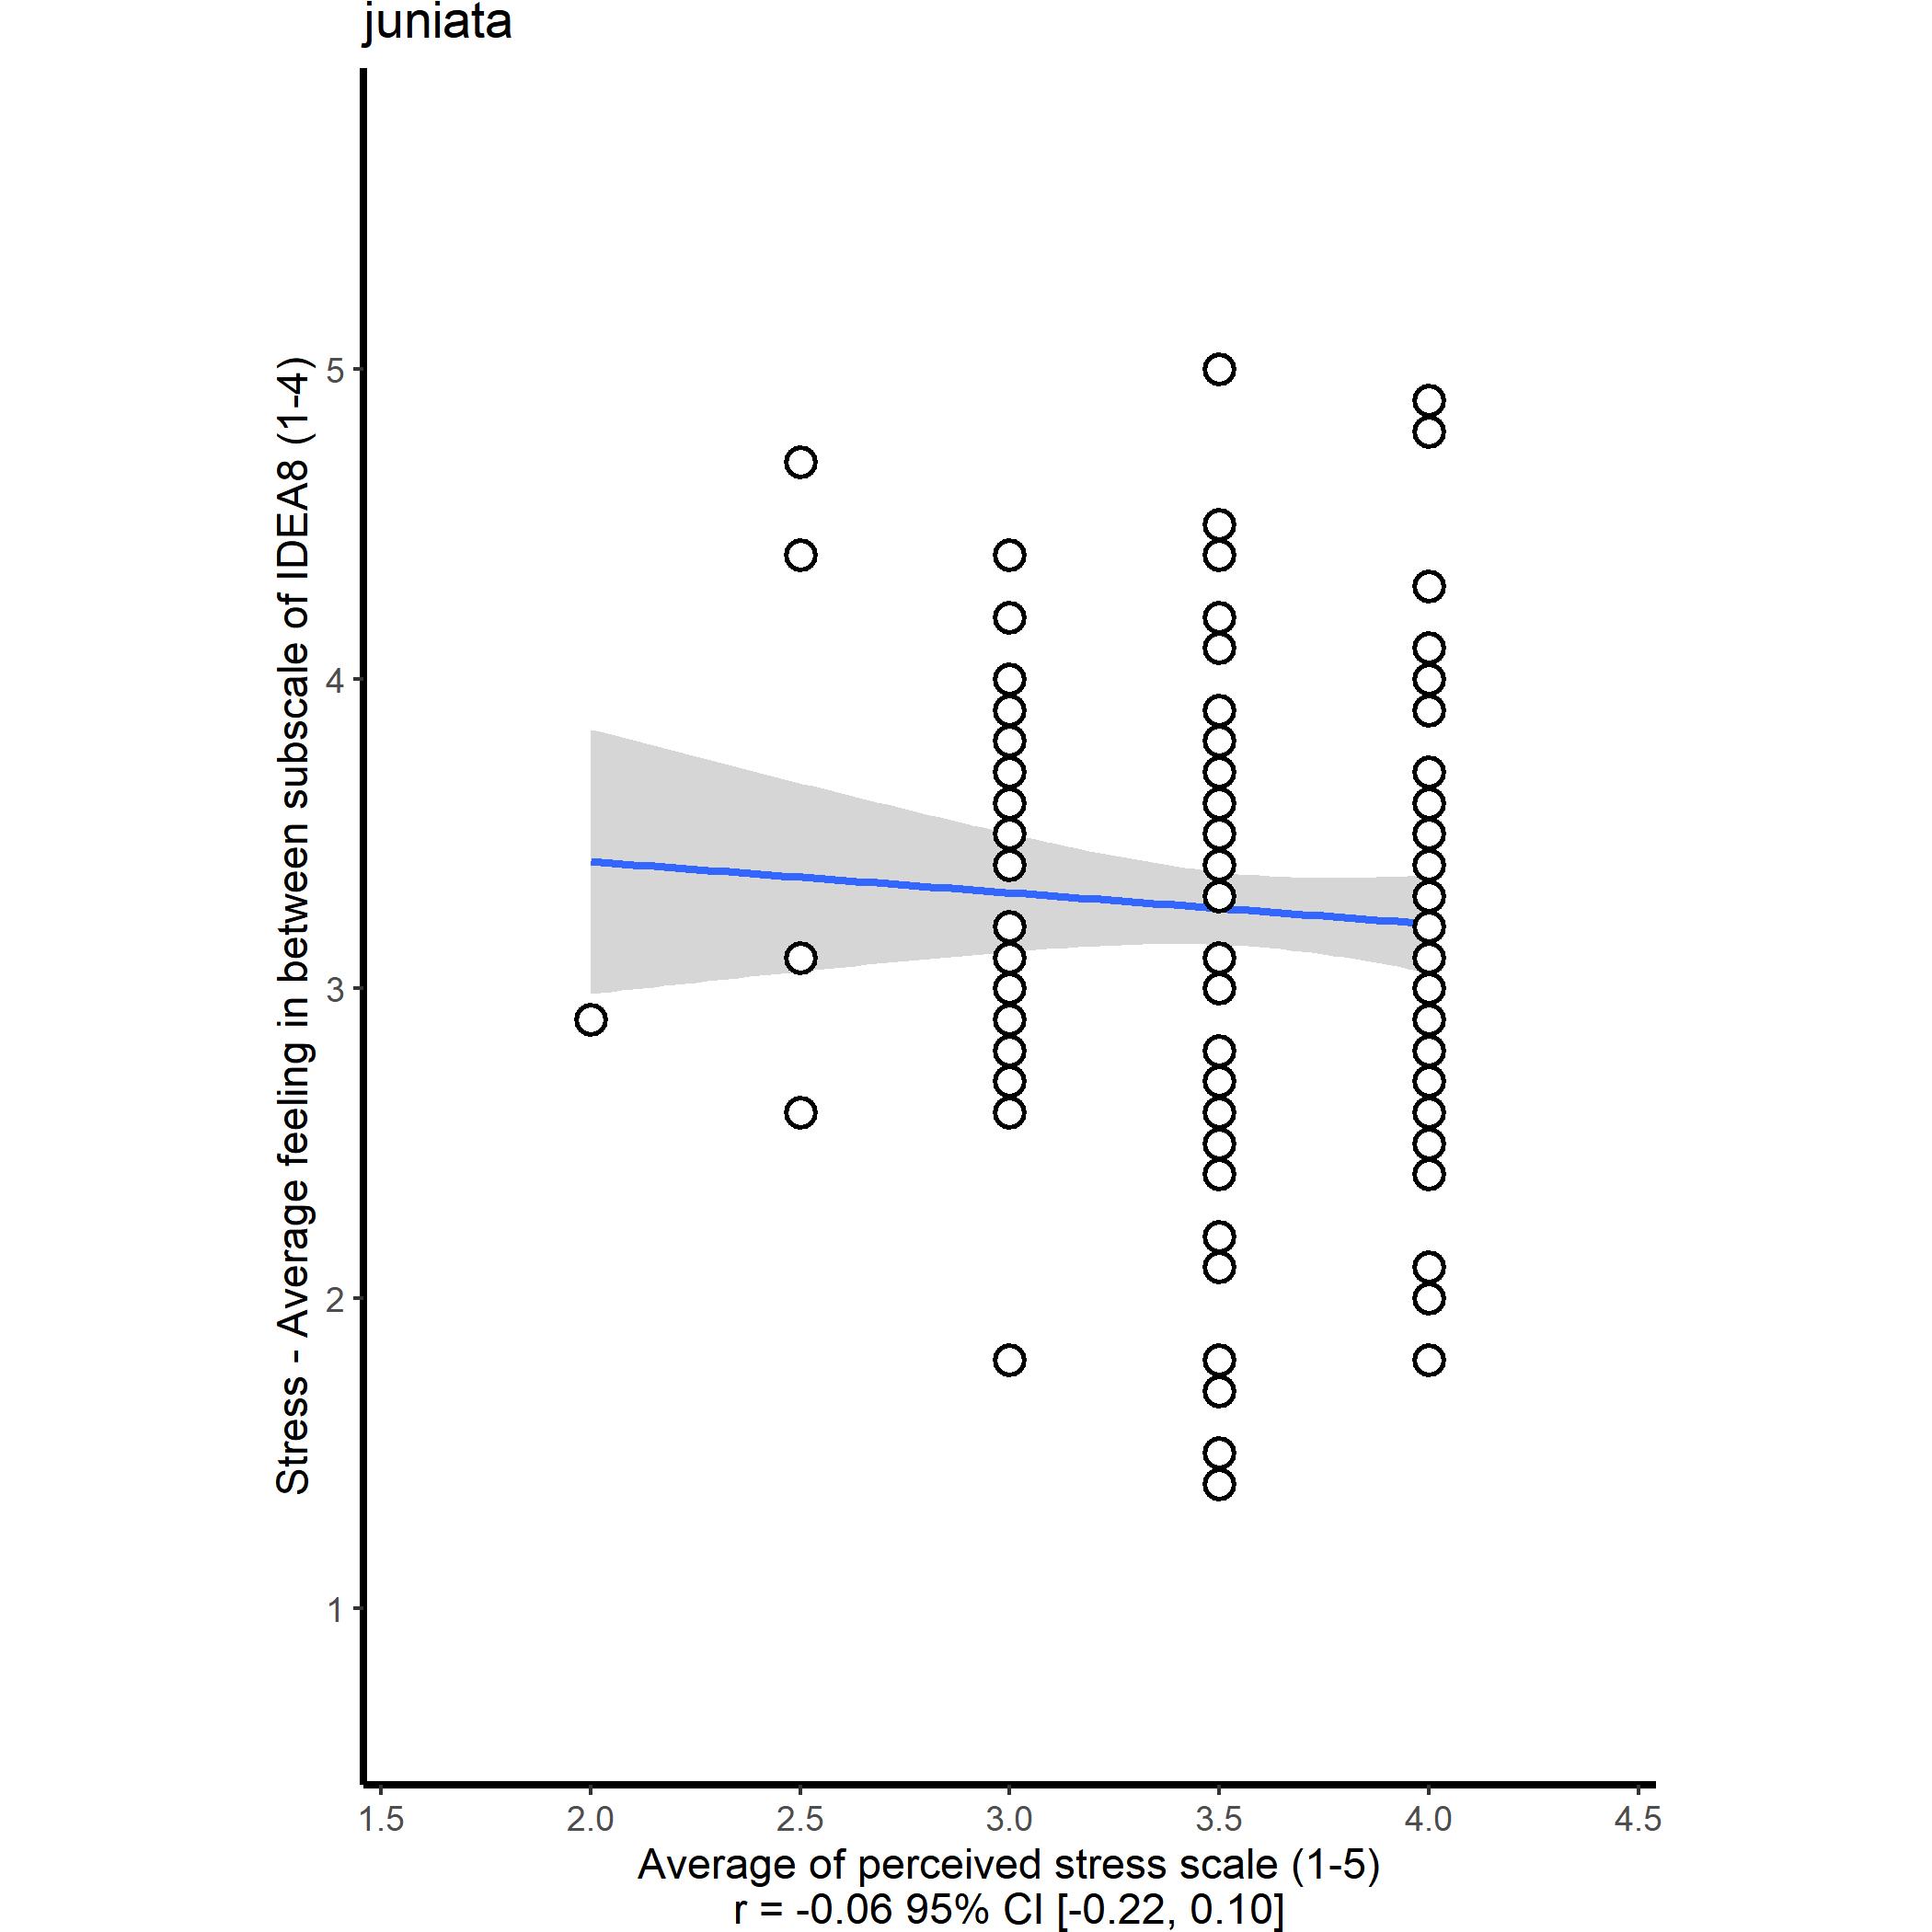 juniata
Stress - Average feeling in between subscale of IDEA8 (1-4)
5
4
3
2
1
1.5 2.0 2.5 3.0 3.5 4.0 4.5
Average of perceived stress scale (1-5)
r = -0.06 95% CI [-0.22, 0.10]